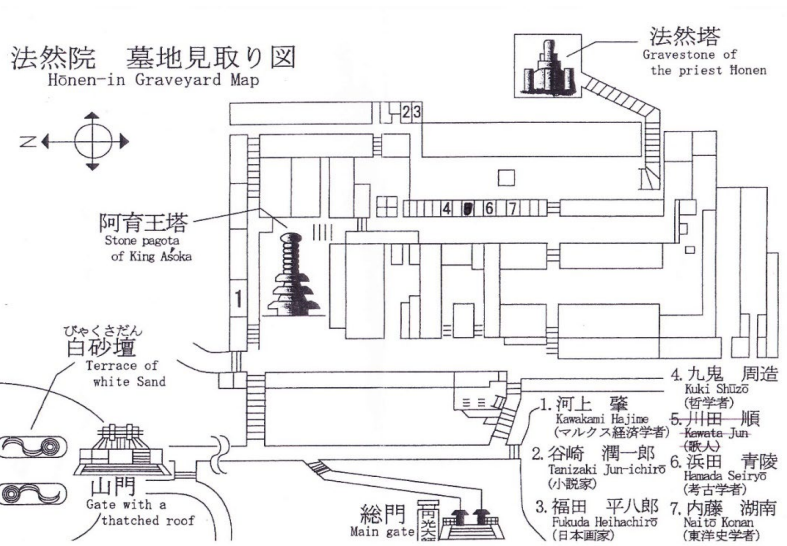 法然院 墓地見取り図
Hōnen-in Graveyard Map
N
法然塔
Gravestone of
the priest Honen
2 3
4 6 7
阿育王塔
Stone pagota
of King Aśoka
1
びゃくさだん
白砂壇
Terrace of
white Sand
山門
Gate with a
thatched roof
総門
Main gate
1. 河上 肇
Kawakami Hajime
(マルクス経済学者)
2. 谷崎 潤一郎
Tanizaki Jun-ichirō
(小説家)
3. 福田 平八郎
Fukuda Heihachirō
(日本画家)
4. 九鬼 周造
Kuki Shūzō
(哲学者)
5. 川田 順
Kawata Jun
(歌人)
6. 浜田 青陵
Hamada Seiryō
(考古学者)
7. 内藤 湖南
Naitō Konan
(東洋史学者)